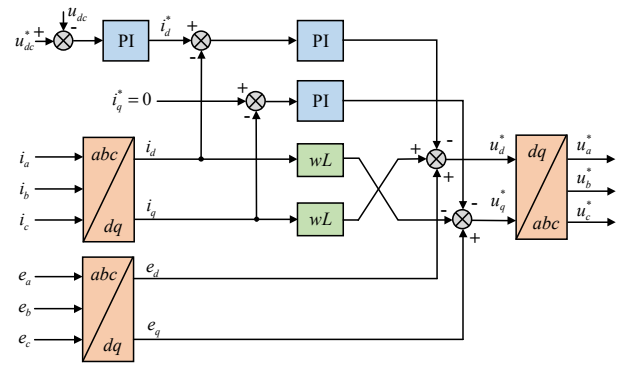 u_dc
u*_dc + - PI i*_d + - PI
i*_q = 0 + - PI
i_a i_b i_c abc dq i_d i_q wL wL
+ - + u*_d
- - + u*_q
dq abc u*_a u*_b u*_c
e_a e_b e_c abc dq e_d e_q